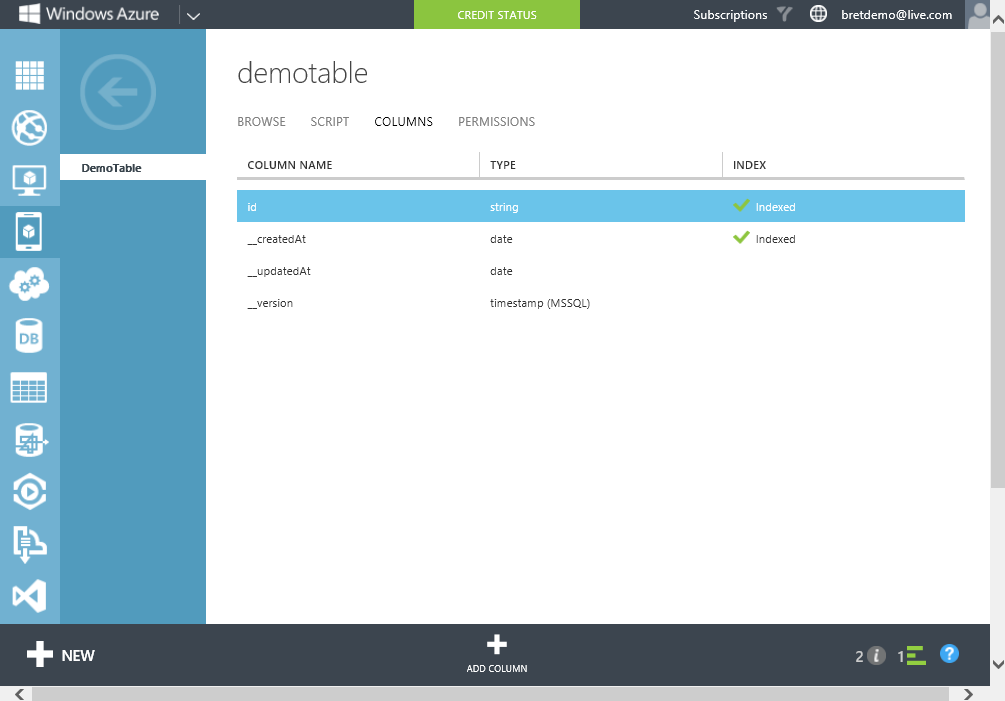 Windows Azure CREDIT STATUS Subscriptions bretdemo@live.com
demotable
BROWSE SCRIPT COLUMNS PERMISSIONS
DemoTable
COLUMN NAME TYPE INDEX
id string Indexed
__createdAt date Indexed
__updatedAt date
__version timestamp (MSSQL)
DB
NEW
ADD COLUMN
2 i 1 ?